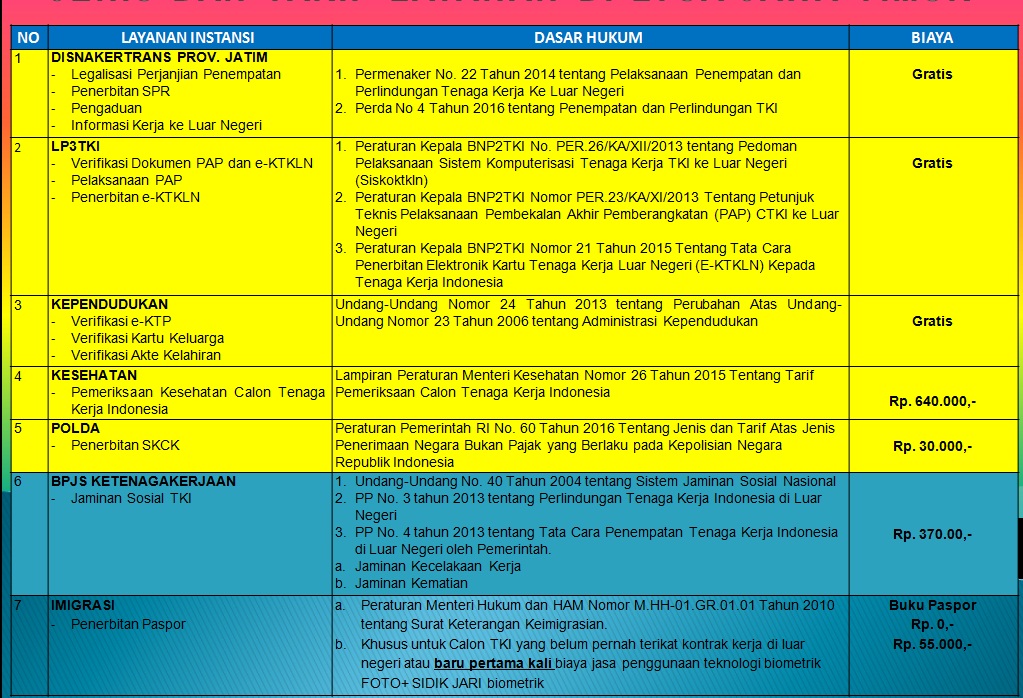 NO LAYANAN INSTANSI DASAR HUKUM BIAYA
1 DISNAKERTRANS PROV. JATIM
- Legalisasi Perjanjian Penempatan
- Penerbitan SPR
- Pengaduan
- Informasi Kerja ke Luar Negeri
1. Permenaker No. 22 Tahun 2014 tentang Pelaksanaan Penempatan dan
Perlindungan Tenaga Kerja Ke Luar Negeri
2. Perda No 4 Tahun 2016 tentang Penempatan dan Perlindungan TKI
Gratis
2 LP3TKI
- Verifikasi Dokumen PAP dan e-KTKLN
- Pelaksanaan PAP
- Penerbitan e-KTKLN
1. Peraturan Kepala BNP2TKI No. PER.26/KA/XII/2013 tentang Pedoman
Pelaksanaan Sistem Komputerisasi Tenaga Kerja TKI ke Luar Negeri
(Siskoktkln)
2. Peraturan Kepala BNP2TKI Nomor PER.23/KA/XI/2013 Tentang Petunjuk
Teknis Pelaksanaan Pembekalan Akhir Pemberangkatan (PAP) CTKI ke Luar
Negeri
3. Peraturan Kepala BNP2TKI Nomor 21 Tahun 2015 Tentang Tata Cara
Penerbitan Elektronik Kartu Tenaga Kerja Luar Negeri (E-KTKLN) Kepada
Tenaga Kerja Indonesia
Gratis
3 KEPENDUDUKAN
- Verifikasi e-KTP
- Verifikasi Kartu Keluarga
- Verifikasi Akte Kelahiran
Undang-Undang Nomor 24 Tahun 2013 tentang Perubahan Atas Undang-
Undang Nomor 23 Tahun 2006 tentang Administrasi Kependudukan
Gratis
4 KESEHATAN
- Pemeriksaan Kesehatan Calon Tenaga
Kerja Indonesia
Lampiran Peraturan Menteri Kesehatan Nomor 26 Tahun 2015 Tentang Tarif
Pemeriksaan Calon Tenaga Kerja Indonesia
Rp. 640.000,-
5 POLDA
- Penerbitan SKCK
Peraturan Pemerintah RI No. 60 Tahun 2016 Tentang Jenis dan Tarif Atas Jenis
Penerimaan Negara Bukan Pajak yang Berlaku pada Kepolisian Negara
Republik Indonesia
Rp. 30.000,-
6 BPJS KETENAGAKERJAAN
- Jaminan Sosial TKI
1. Undang-Undang No. 40 Tahun 2004 tentang Sistem Jaminan Sosial Nasional
2. PP No. 3 tahun 2013 tentang Perlindungan Tenaga Kerja Indonesia di Luar
Negeri
3. PP No. 4 tahun 2013 tentang Tata Cara Penempatan Tenaga Kerja Indonesia
di Luar Negeri oleh Pemerintah.
a. Jaminan Kecelakaan Kerja
b. Jaminan Kematian
Rp. 370.00,-
7 IMIGRASI
- Penerbitan Paspor
a. Peraturan Menteri Hukum dan HAM Nomor M.HH-01.GR.01.01 Tahun 2010
tentang Surat Keterangan Keimigrasian.
b. Khusus untuk Calon TKI yang belum pernah terikat kontrak kerja di luar
negeri atau baru pertama kali biaya jasa penggunaan teknologi biometrik
FOTO+ SIDIK JARI biometrik
Buku Paspor
Rp. 0,-
Rp. 55.000,-